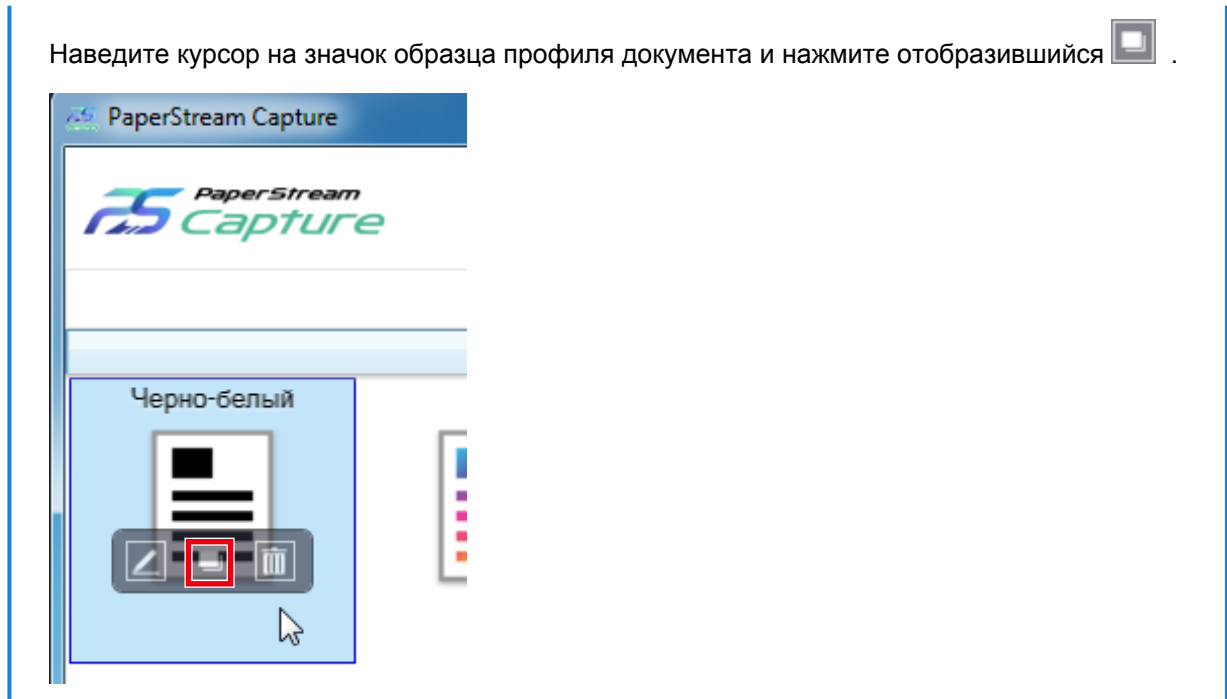 Наведите курсор на значок образца профиля документа и нажмите отобразившийся .
PaperStream Capture
PaperStream
Capture
Черно-белый